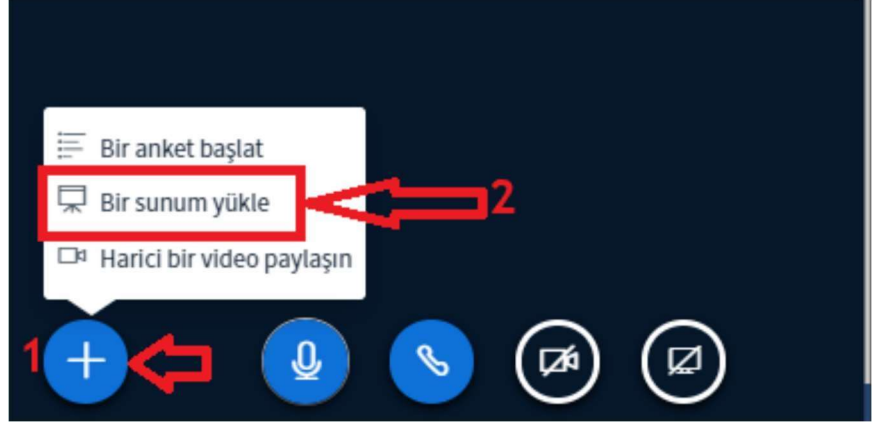 Bir anket başlat
Bir sunum yükle
2
Harici bir video paylaşın
1